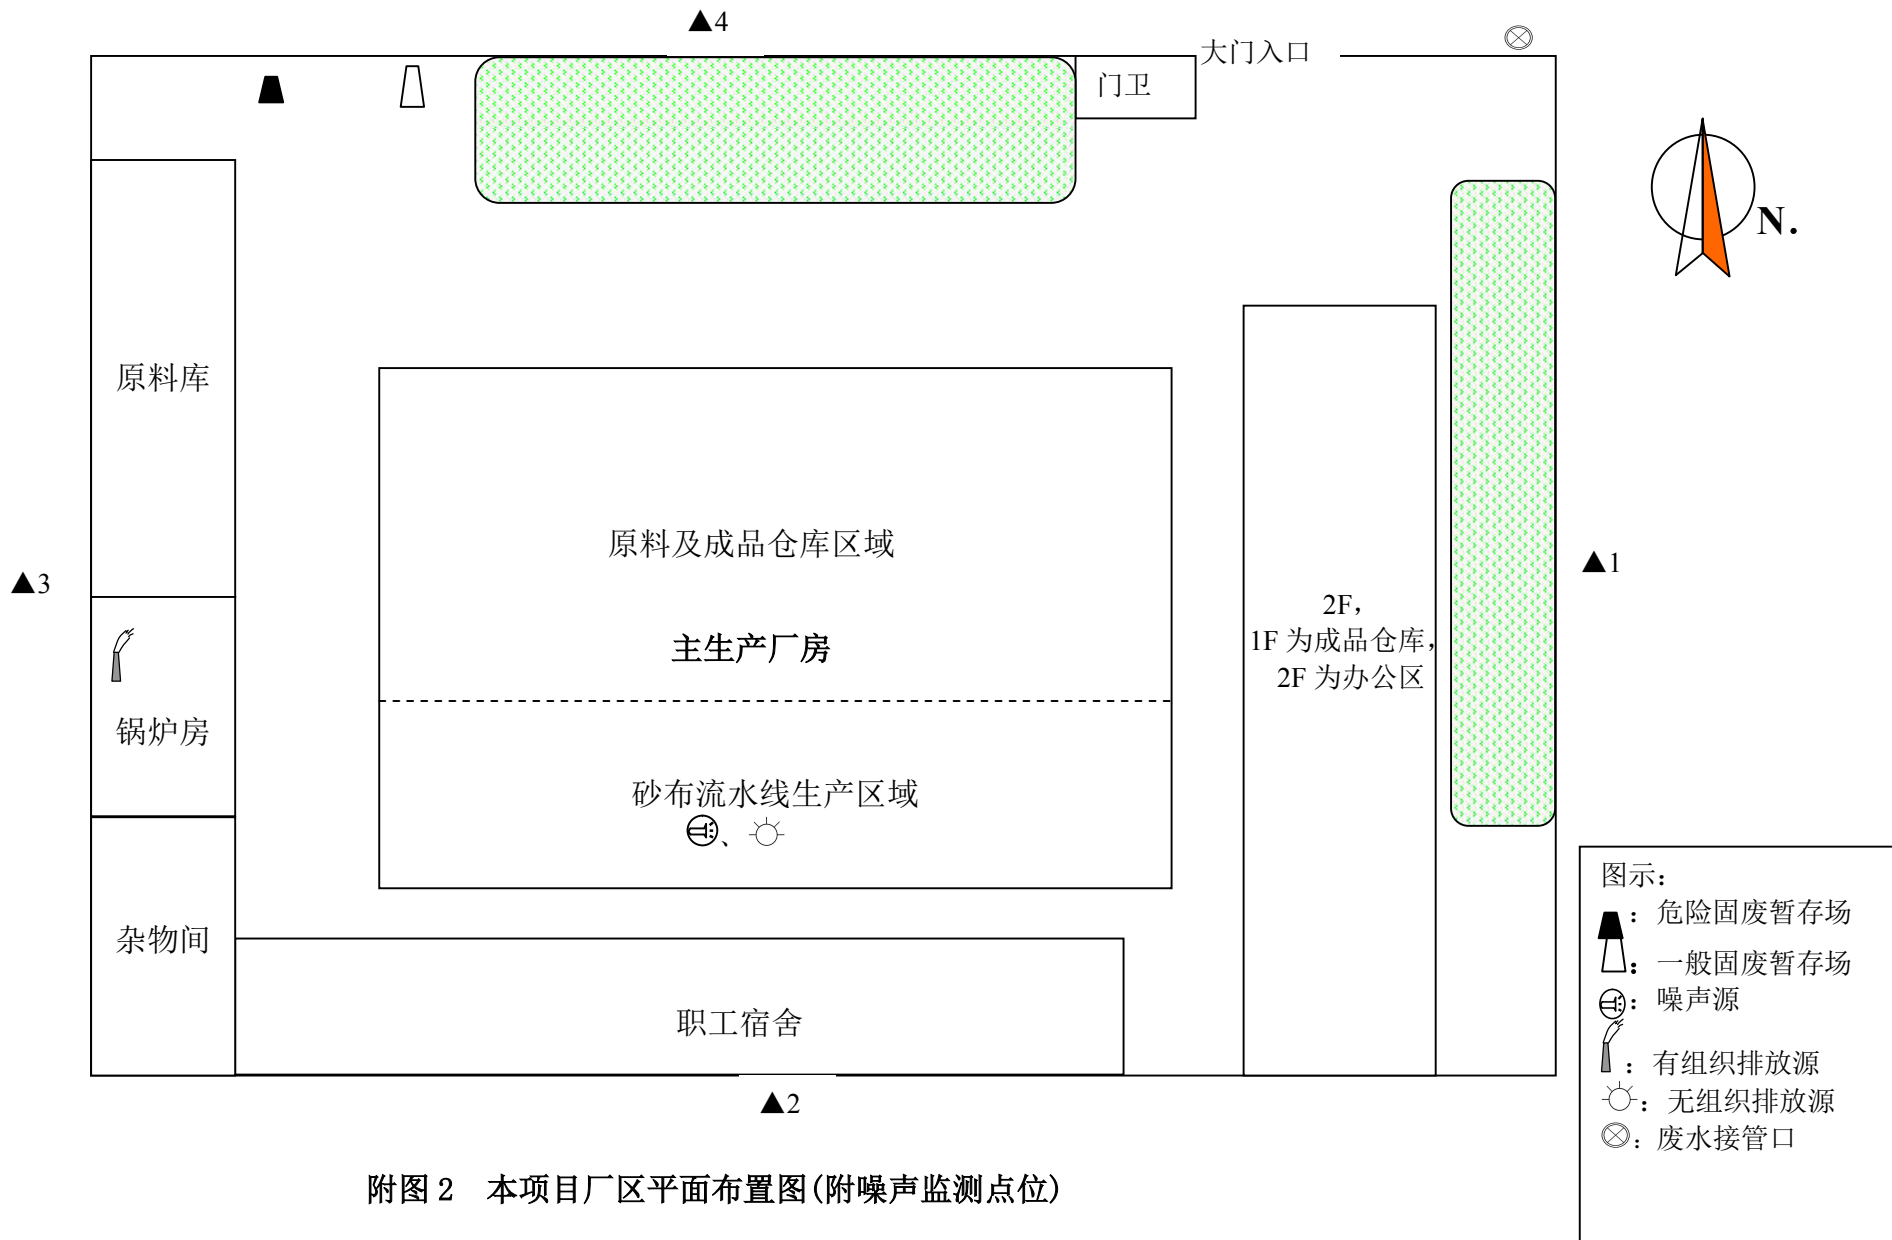 ▲4
大门入口
门卫
N.
原料库
原料及成品仓库区域
▲1
▲3
2F，
1F 为成品仓库，
2F 为办公区
主生产厂房
锅炉房
砂布流水线生产区域
、
杂物间
职工宿舍
▲2
图示：
：危险固废暂存场
：一般固废暂存场
：噪声源
：有组织排放源
：无组织排放源
：废水接管口
附图 2 本项目厂区平面布置图(附噪声监测点位)